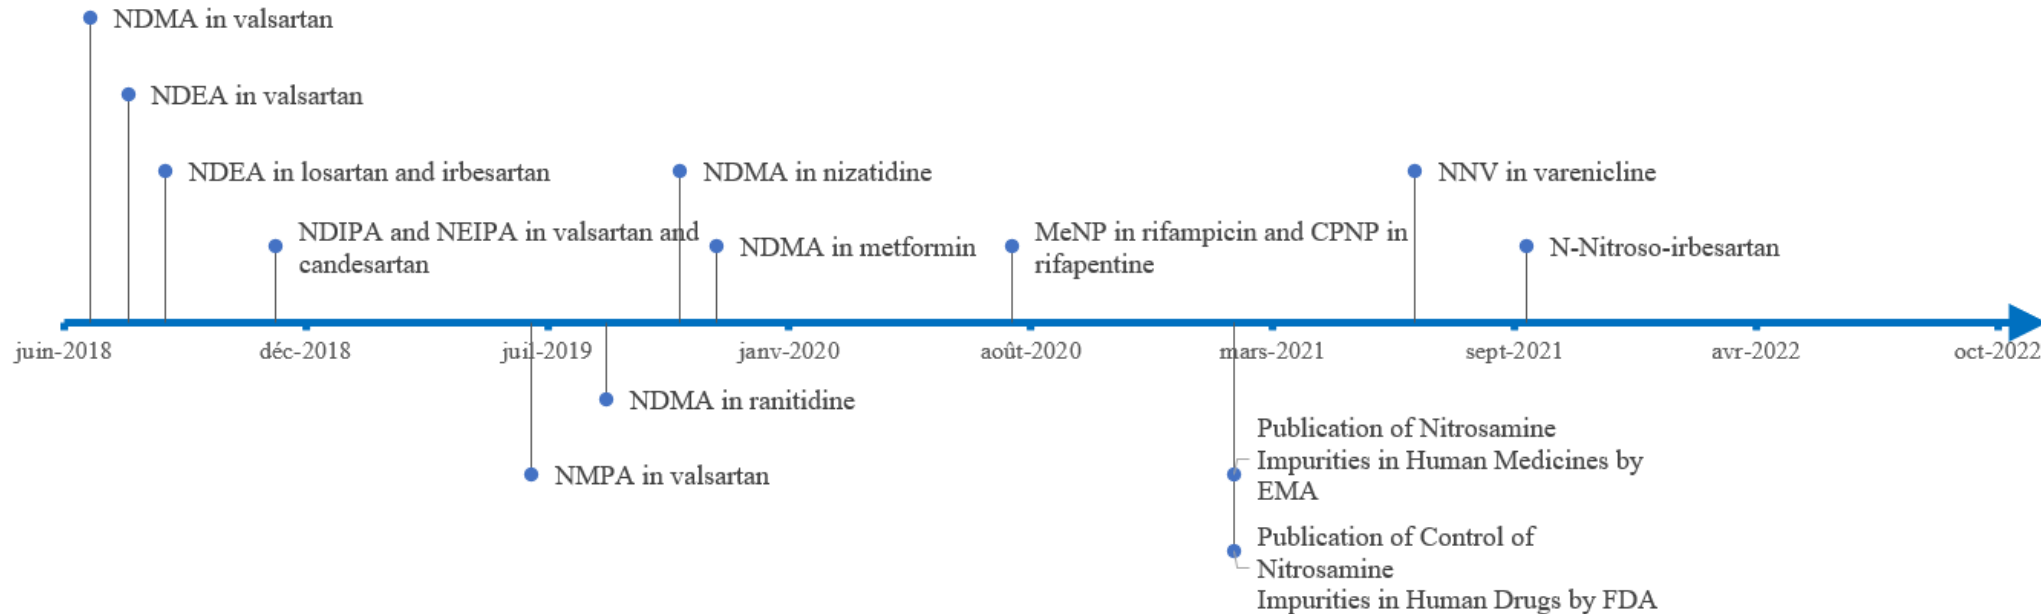 NDMA in valsartan
NDEA in valsartan
NDEA in losartan and irbesartan
NDMA in nizatidine
NNV in varenicline
NDIPA and NEIPA in valsartan and
candesartan
NDMA in metformin
MeNP in rifampicin and CPNP in
rifapentine
N-Nitroso-irbesartan
juin-2018
déc-2018
juil-2019
janv-2020
août-2020
mars-2021
sept-2021
avr-2022
oct-2022
NDMA in ranitidine
NMPA in valsartan
Publication of Nitrosamine
Impurities in Human Medicines by
EMA
Publication of Control of
Nitrosamine
Impurities in Human Drugs by FDA